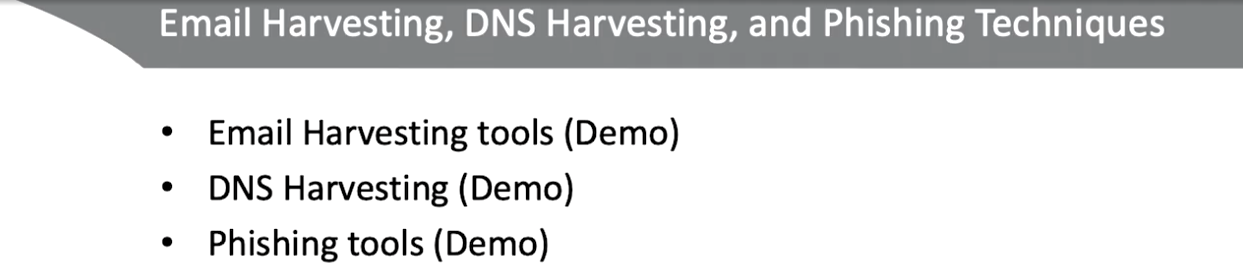 Email Harvesting, DNS Harvesting, and Phishing Techniques
• Email Harvesting tools (Demo)
• DNS Harvesting (Demo)
• Phishing tools (Demo)